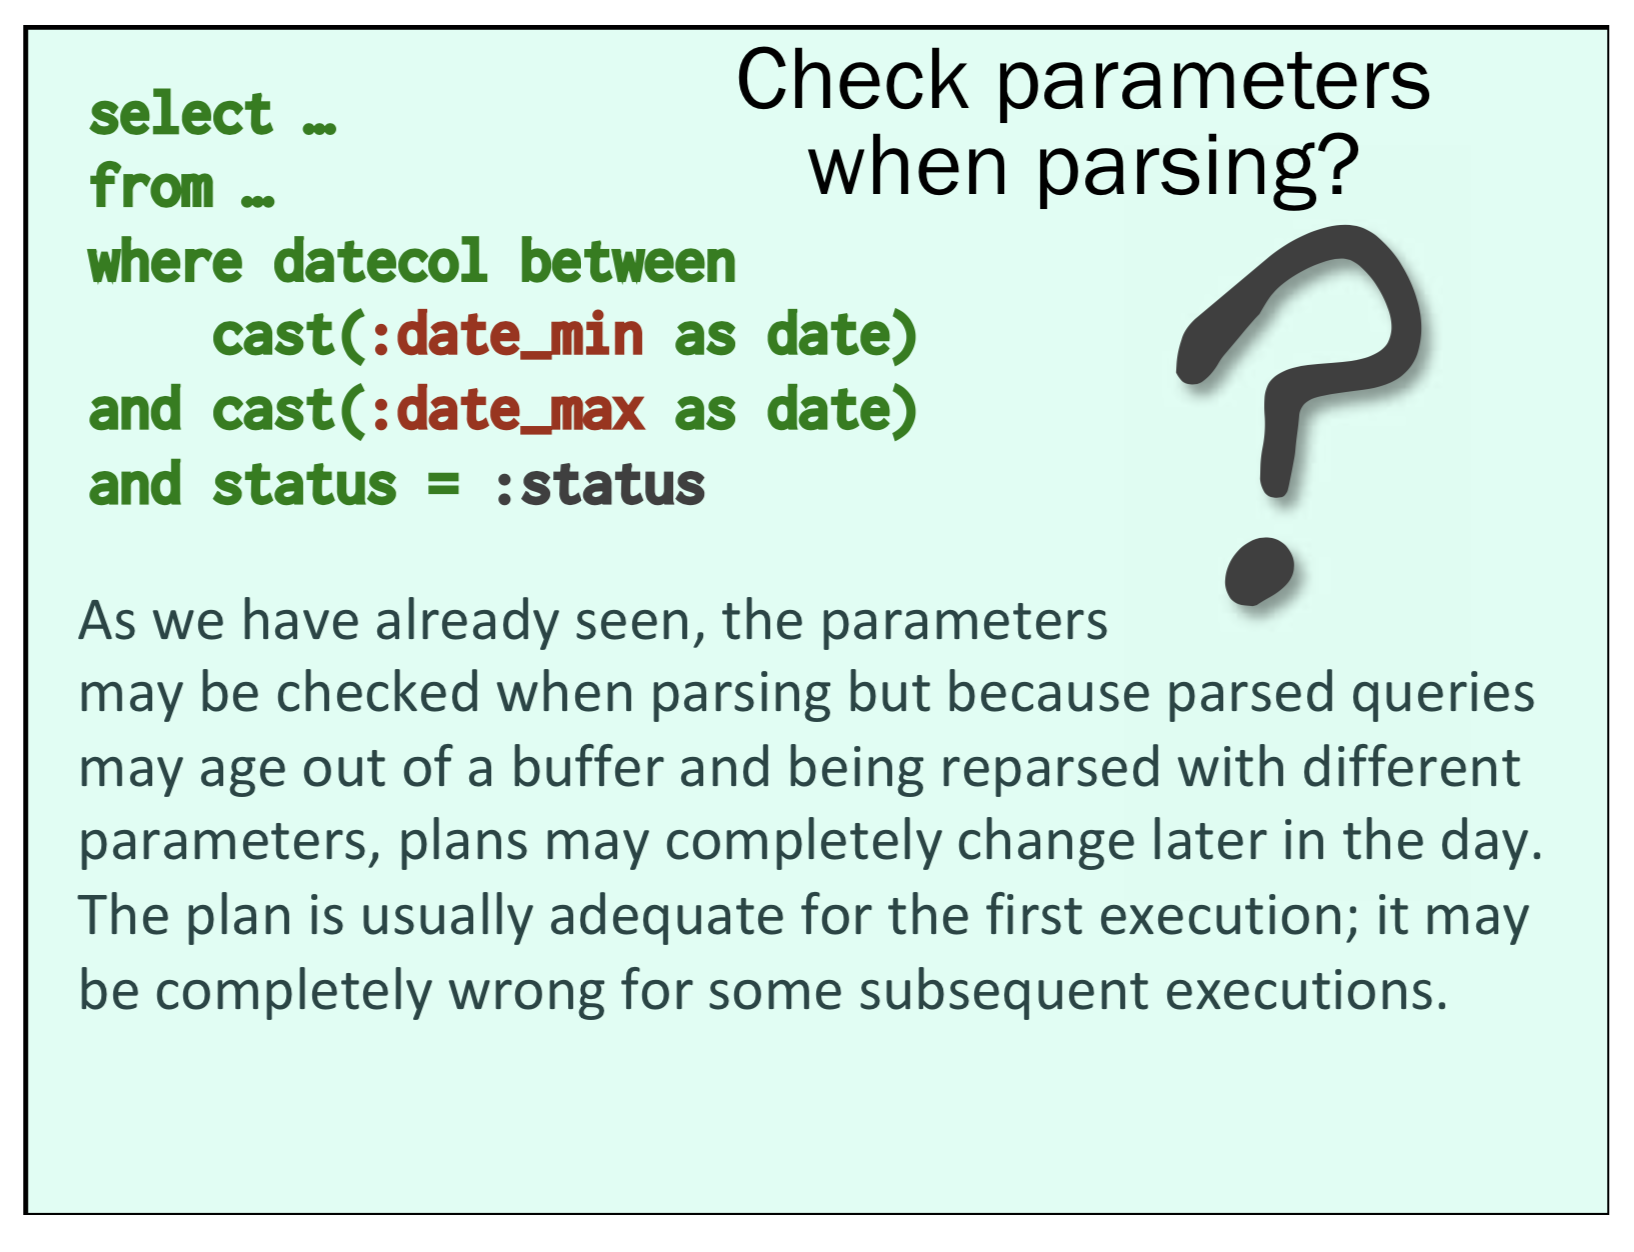 Check parameters
when parsing?
select …
from …
where datecol between
cast(:date_min as date)
and cast(:date_max as date)
and status = :status
?
As we have already seen, the parameters
may be checked when parsing but because parsed queries
may age out of a buffer and being reparsed with different
parameters, plans may completely change later in the day.
The plan is usually adequate for the first execution; it may
be completely wrong for some subsequent executions.